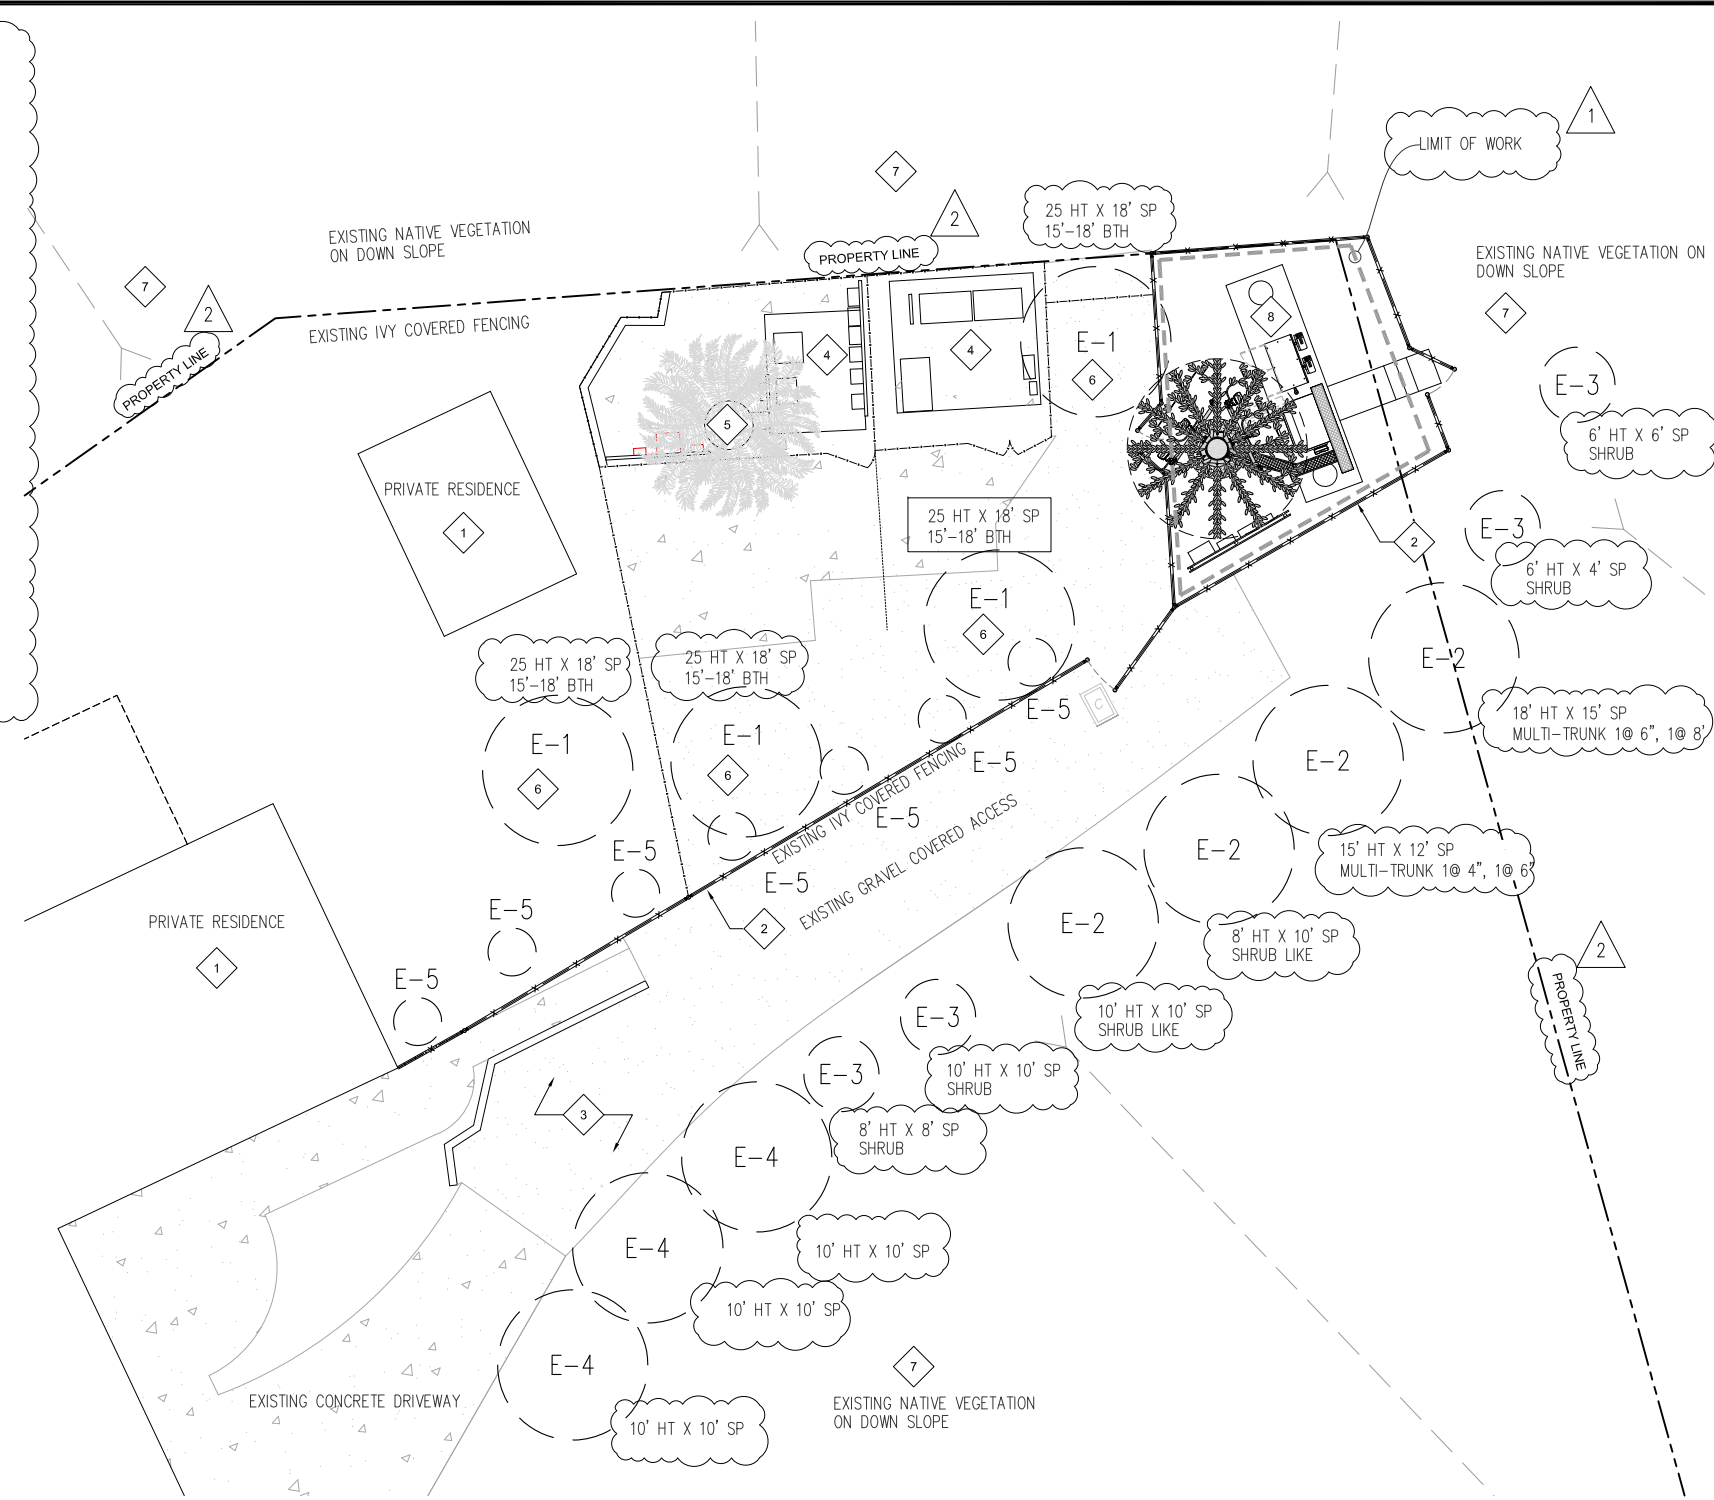 1
LIMIT OF WORK
7
2
25 HT X 18' SP
15'-18' BTH
EXISTING NATIVE VEGETATION
ON DOWN SLOPE
PROPERTY LINE
EXISTING NATIVE VEGETATION ON
DOWN SLOPE
7
2
7
8
EXISTING IVY COVERED FENCING
PROPERTY LINE
4
4
E-1
6
E-3
5
6' HT X 6' SP
SHRUB
PRIVATE RESIDENCE
1
25 HT X 18' SP
15'-18' BTH
E-3
2
6' HT X 4' SP
SHRUB
E-1
6
E-2
25 HT X 18' SP
15'-18' BTH
25 HT X 18' SP
15'-18' BTH
C
E-5
18' HT X 15' SP
MULTI-TRUNK 1@ 6", 1@ 8'
E-1
6
E-1
6
E-5
E-2
EXISTING IVY COVERED FENCING
E-5
EXISTING GRAVEL COVERED ACCESS
E-5
E-5
E-2
15' HT X 12' SP
MULTI-TRUNK 1@ 4", 1@ 6"
E-5
2
E-2
8' HT X 10' SP
SHRUB LIKE
2
PRIVATE RESIDENCE
1
E-5
PROPERTY LINE
E-3
10' HT X 10' SP
SHRUB LIKE
E-3
10' HT X 10' SP
SHRUB
3
8' HT X 8' SP
SHRUB
E-4
E-4
10' HT X 10' SP
10' HT X 10' SP
E-4
7
EXISTING CONCRETE DRIVEWAY
EXISTING NATIVE VEGETATION
ON DOWN SLOPE
10' HT X 10' SP